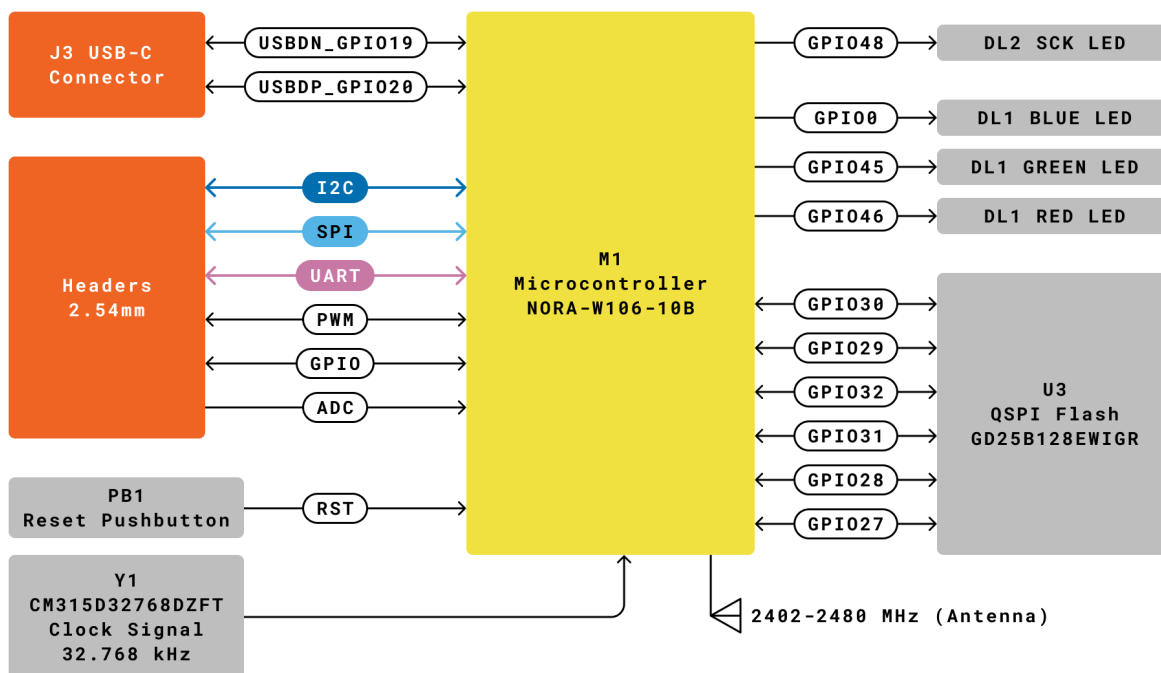 J3 USB-C
Connector
USBDN_GPIO19
USBDP_GPIO20
Headers
2.54mm
I2C
SPI
UART
PWM
GPIO
ADC
PB1
Reset Pushbutton
RST
Y1
CM315D32768DZFT
Clock Signal
32.768 kHz
M1
Microcontroller
NORA-W106-10B
GPIO48
DL2 SCK LED
GPIO0
DL1 BLUE LED
GPIO45
DL1 GREEN LED
GPIO46
DL1 RED LED
GPIO30
GPIO29
GPIO32
GPIO31
GPIO28
GPIO27
U3
QSPI Flash
GD25B128EWIGR
2402-2480 MHz (Antenna)